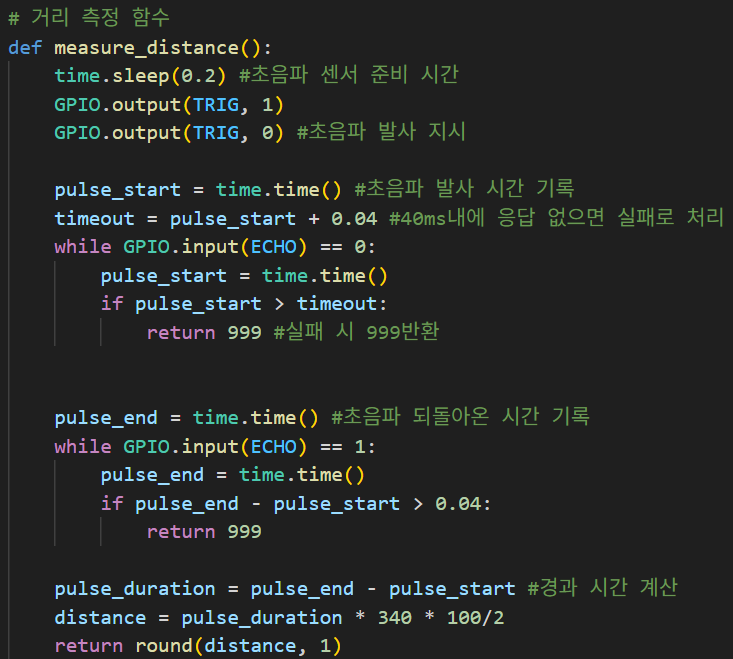 # 거리 측정 함수
def measure_distance():
    time.sleep(0.2) #초음파 센서 준비 시간
    GPIO.output(TRIG, 1)
    GPIO.output(TRIG, 0) #초음파 발사 지시

    pulse_start = time.time() #초음파 발사 시간 기록
    timeout = pulse_start + 0.04 #40ms내에 응답 없으면 실패로 처리
    while GPIO.input(ECHO) == 0:
        pulse_start = time.time()
        if pulse_start > timeout:
            return 999 #실패 시 999반환


    pulse_end = time.time() #초음파 되돌아온 시간 기록
    while GPIO.input(ECHO) == 1:
        pulse_end = time.time()
        if pulse_end - pulse_start > 0.04:
            return 999

    pulse_duration = pulse_end - pulse_start #경과 시간 계산
    distance = pulse_duration * 340 * 100/2
    return round(distance, 1)